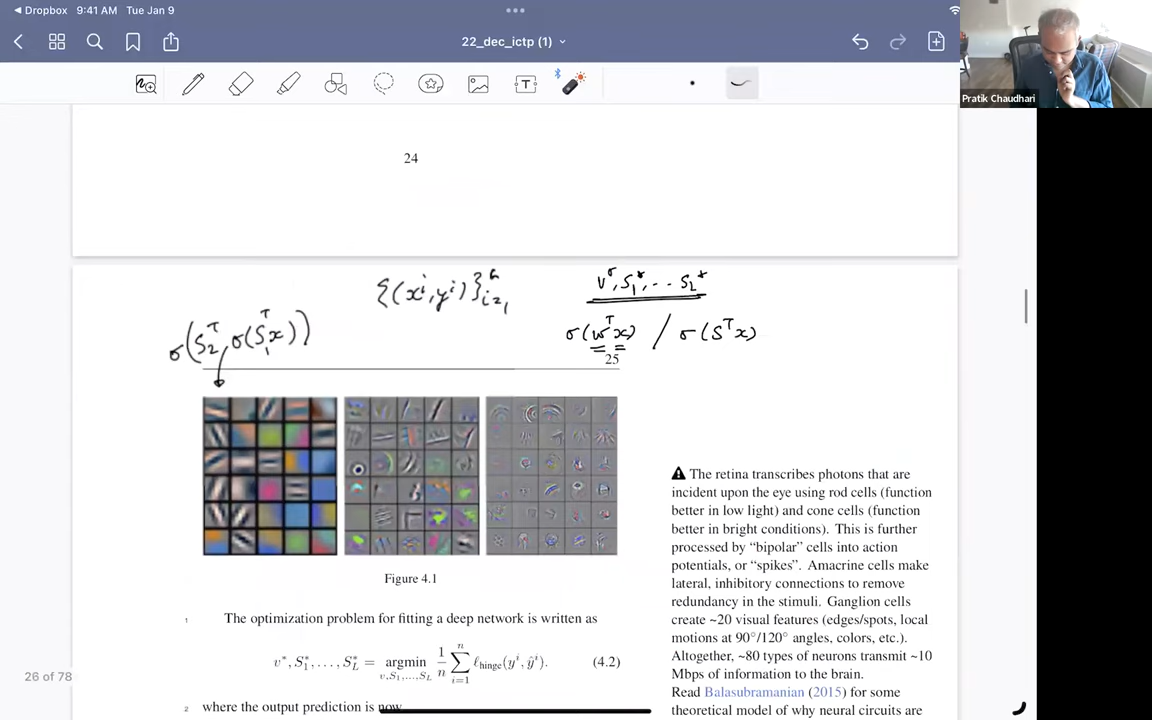 Dropbox 9:41 AM Tue Jan 9
22_dec_ictp (1)
Pratik Chaudhari
24
{(xⁱ, yⁱ)}ⁿᵢ₌₁
v*, S₁*, ... S₂*
σ(S₂ᵀ σ(S₁ᵀx))
σ(wᵀx) / σ(Sᵀx)
25
Figure 4.1
1 The optimization problem for fitting a deep network is written as
v*, S₁*, . . . , S_L* = argmin_{v,S₁,...,S_L} 1/n ∑ᵢ₌₁ⁿ ℓ_hinge(yⁱ, ŷⁱ). (4.2)
2 where the output prediction is now
⚠ The retina transcribes photons that are
incident upon the eye using rod cells (function
better in low light) and cone cells (function
better in bright conditions). This is further
processed by “bipolar” cells into action
potentials, or “spikes”. Amacrine cells make
lateral, inhibitory connections to remove
redundancy in the stimuli. Ganglion cells
create ~20 visual features (edges/spots, local
motions at 90°/120° angles, colors, etc.).
Altogether, ~80 types of neurons transmit ~10
Mbps of information to the brain.
Read Balasubramanian (2015) for some
theoretical model of why neural circuits are
26 of 78